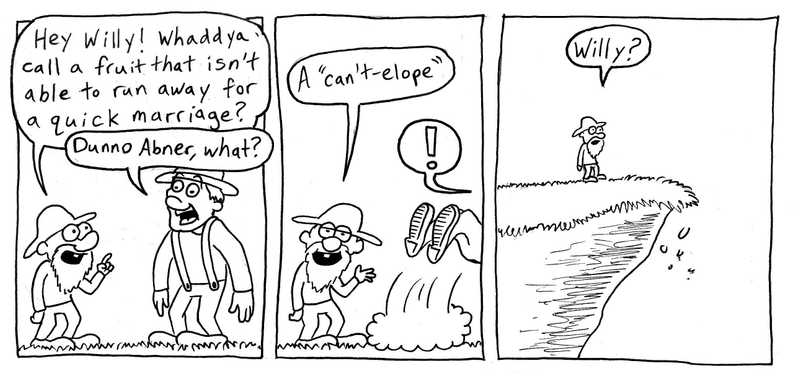 Hey Willy! Whaddya
call a fruit that isn't
able to run away for
a quick marriage?
Dunno Abner, what?
A "can't-elope"
!
Willy?